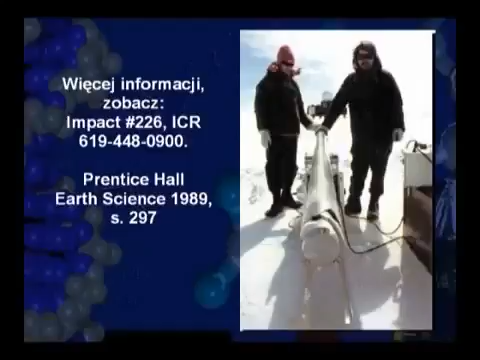 Więcej informacji,
zobacz:
Impact #226, ICR
619-448-0900.
Prentice Hall
Earth Science 1989,
s. 297